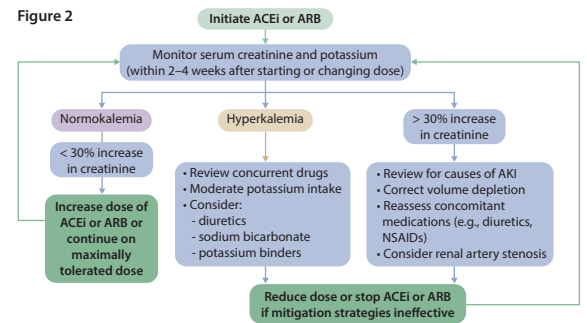 Figure 2
Initiate ACEi or ARB
Monitor serum creatinine and potassium
(within 2–4 weeks after starting or changing dose)
Normokalemia
< 30% increase
in creatinine
Increase dose of
ACEi or ARB or
continue on
maximally
tolerated dose
Hyperkalemia
• Review concurrent drugs
• Moderate potassium intake
• Consider:
- diuretics
- sodium bicarbonate
- potassium binders
> 30% increase
in creatinine
• Review for causes of AKI
• Correct volume depletion
• Reassess concomitant
medications (e.g., diuretics,
NSAIDs)
• Consider renal artery stenosis
Reduce dose or stop ACEi or ARB
if mitigation strategies ineffective